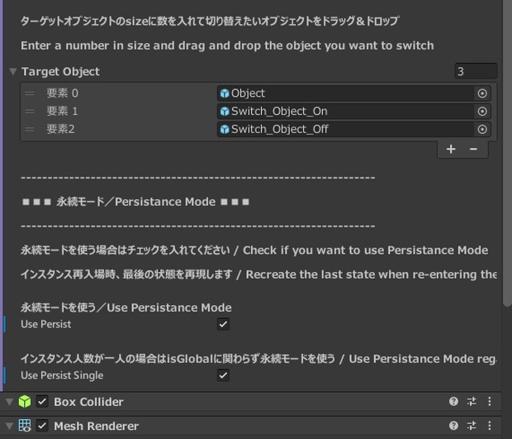 ターゲットオブジェクトのsizeに数を入れて切り替えたいオブジェクトをドラッグ＆ドロップ
Enter a number in size and drag and drop the object you want to switch
Target Object 3
要素 0 Object
要素 1 Switch_Object_On
要素2 Switch_Object_Off
+ −
------------------------------------------------------------------
■■■ 永続モード／Persistance Mode ■■■
------------------------------------------------------------------
永続モードを使う場合はチェックを入れてください / Check if you want to use Persistance Mode
インスタンス再入場時、最後の状態を再現します / Recreate the last state when re-entering the
永続モードを使う／Use Persistance Mode
Use Persist
インスタンス人数が一人の場合はisGlobalに関わらず永続モードを使う / Use Persistance Mode reg
Use Persist Single
Box Collider
Mesh Renderer